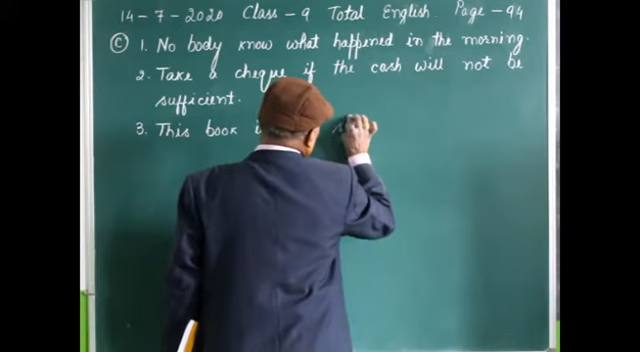 14-7-2020 Class-9 Total English. Page-94
(C) 1. No body know what happened in the morning.
2. Take a cheque if the cash will not be
sufficient.
3. This book